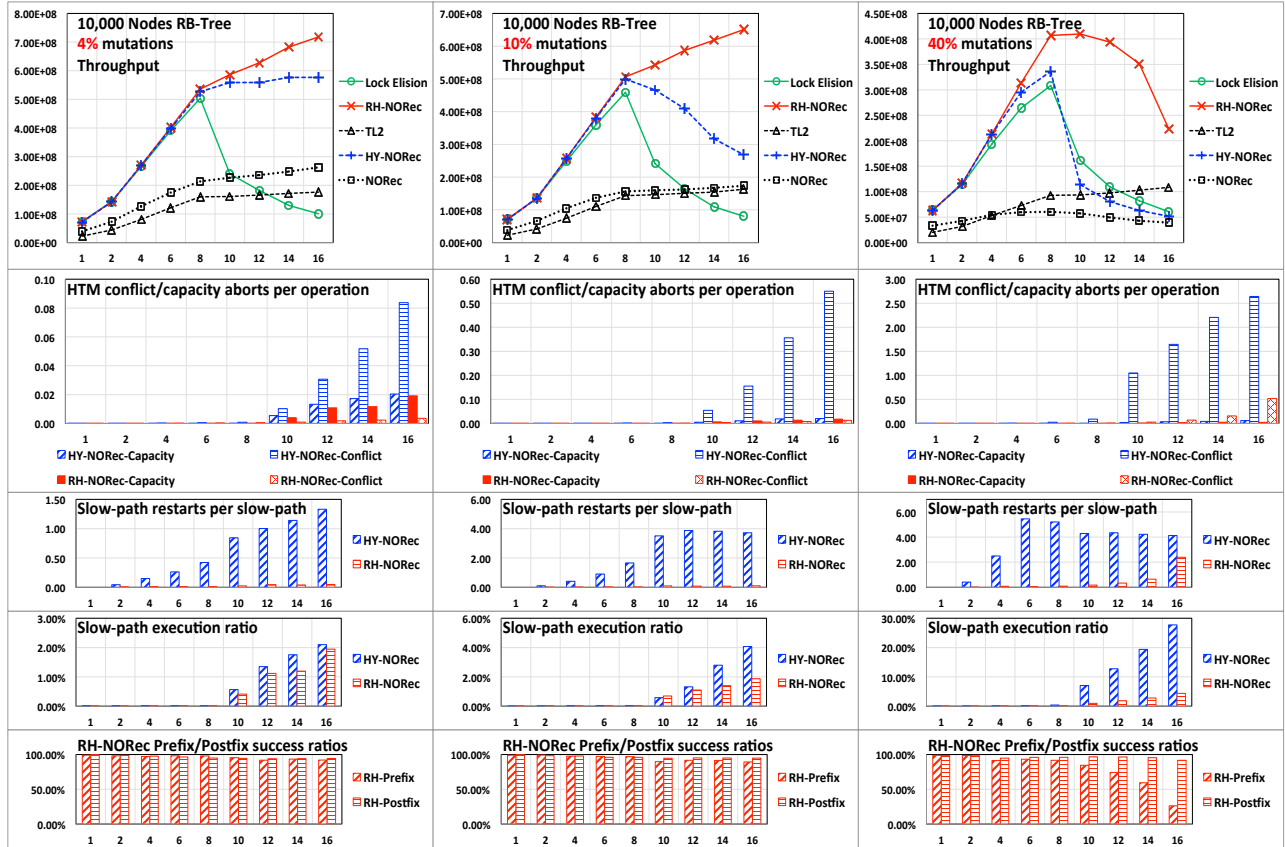 10,000 Nodes RB-Tree
4% mutations
Throughput
8.00E+08
7.00E+08
6.00E+08
5.00E+08
4.00E+08
3.00E+08
2.00E+08
1.00E+08
0.00E+00
1 2 4 6 8 10 12 14 16
Lock Elision
RH-NORec
TL2
HY-NORec
NORec
10,000 Nodes RB-Tree
10% mutations
Throughput
7.00E+08
6.00E+08
5.00E+08
4.00E+08
3.00E+08
2.00E+08
1.00E+08
0.00E+00
1 2 4 6 8 10 12 14 16
Lock Elision
RH-NORec
TL2
HY-NORec
NORec
10,000 Nodes RB-Tree
40% mutations
Throughput
4.50E+08
4.00E+08
3.50E+08
3.00E+08
2.50E+08
2.00E+08
1.50E+08
1.00E+08
5.00E+07
0.00E+00
1 2 4 6 8 10 12 14 16
Lock Elision
RH-NORec
TL2
HY-NORec
NORec
HTM conflict/capacity aborts per operation
0.10
0.08
0.06
0.04
0.02
0.00
1 2 4 6 8 10 12 14 16
HY-NORec-Capacity HY-NORec-Conflict
RH-NORec-Capacity RH-NORec-Conflict
HTM conflict/capacity aborts per operation
0.60
0.50
0.40
0.30
0.20
0.10
0.00
1 2 4 6 8 10 12 14 16
HY-NORec-Capacity HY-NORec-Conflict
RH-NORec-Capacity RH-NORec-Conflict
HTM conflict/capacity aborts per operation
3.00
2.50
2.00
1.50
1.00
0.50
0.00
1 2 4 6 8 10 12 14 16
HY-NORec-Capacity HY-NORec-Conflict
RH-NORec-Capacity RH-NORec-Conflict
Slow-path restarts per slow-path
1.50
1.00
0.50
0.00
1 2 4 6 8 10 12 14 16
HY-NORec
RH-NORec
Slow-path restarts per slow-path
6.00
4.00
2.00
0.00
1 2 4 6 8 10 12 14 16
HY-NORec
RH-NORec
Slow-path restarts per slow-path
6.00
4.00
2.00
0.00
1 2 4 6 8 10 12 14 16
HY-NORec
RH-NORec
Slow-path execution ratio
3.00%
2.00%
1.00%
0.00%
1 2 4 6 8 10 12 14 16
HY-NORec
RH-NORec
Slow-path execution ratio
6.00%
4.00%
2.00%
0.00%
1 2 4 6 8 10 12 14 16
HY-NORec
RH-NORec
Slow-path execution ratio
30.00%
20.00%
10.00%
0.00%
1 2 4 6 8 10 12 14 16
HY-NORec
RH-NORec
RH-NORec Prefix/Postfix success ratios
100.00%
50.00%
0.00%
1 2 4 6 8 10 12 14 16
RH-Prefix
RH-Postfix
RH-NORec Prefix/Postfix success ratios
100.00%
50.00%
0.00%
1 2 4 6 8 10 12 14 16
RH-Prefix
RH-Postfix
RH-NORec Prefix/Postfix success ratios
100.00%
50.00%
0.00%
1 2 4 6 8 10 12 14 16
RH-Prefix
RH-Postfix